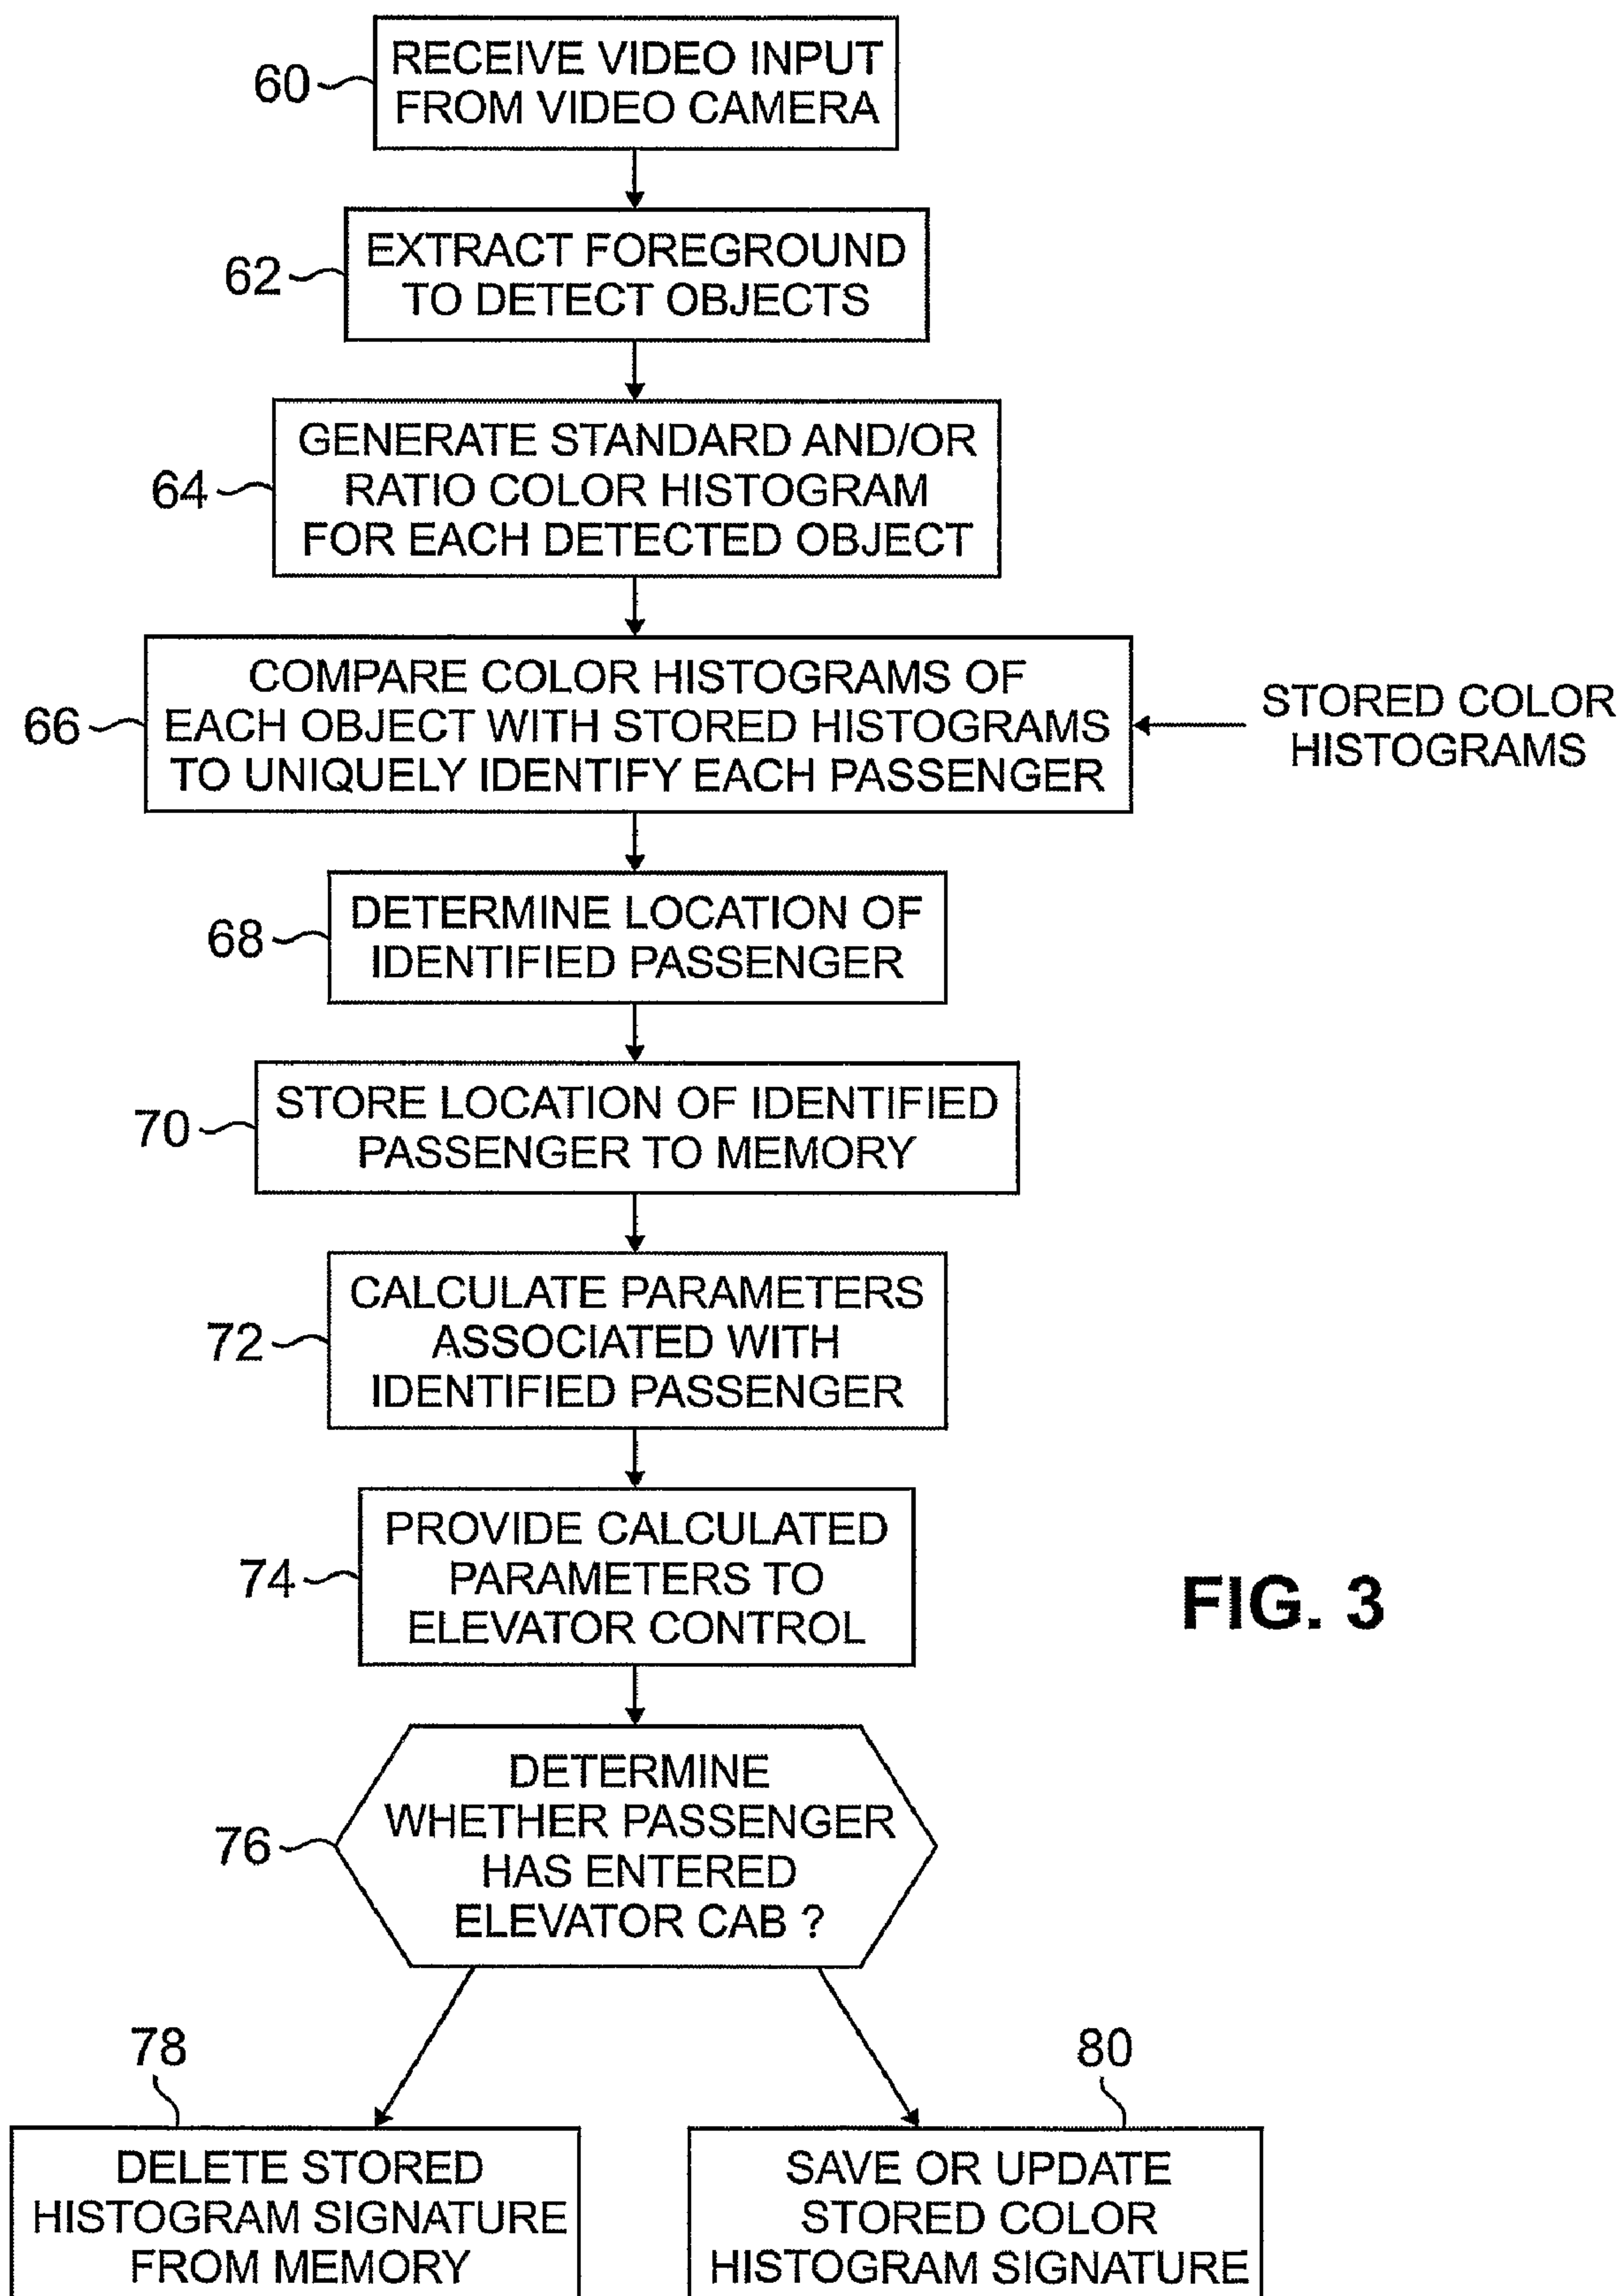 RECEIVE VIDEO INPUT
FROM VIDEO CAMERA
60
EXTRACT FOREGROUND
TO DETECT OBJECTS
62
GENERATE STANDARD AND/OR
RATIO COLOR HISTOGRAM
FOR EACH DETECTED OBJECT
64
COMPARE COLOR HISTOGRAMS OF
EACH OBJECT WITH STORED HISTOGRAMS
TO UNIQUELY IDENTIFY EACH PASSENGER
66
STORED COLOR
HISTOGRAMS
DETERMINE LOCATION OF
IDENTIFIED PASSENGER
68
STORE LOCATION OF IDENTIFIED
PASSENGER TO MEMORY
70
CALCULATE PARAMETERS
ASSOCIATED WITH
IDENTIFIED PASSENGER
72
PROVIDE CALCULATED
PARAMETERS TO
ELEVATOR CONTROL
74
FIG. 3
DETERMINE
WHETHER PASSENGER
HAS ENTERED
ELEVATOR CAB ?
76
78
DELETE STORED
HISTOGRAM SIGNATURE
FROM MEMORY
80
SAVE OR UPDATE
STORED COLOR
HISTOGRAM SIGNATURE